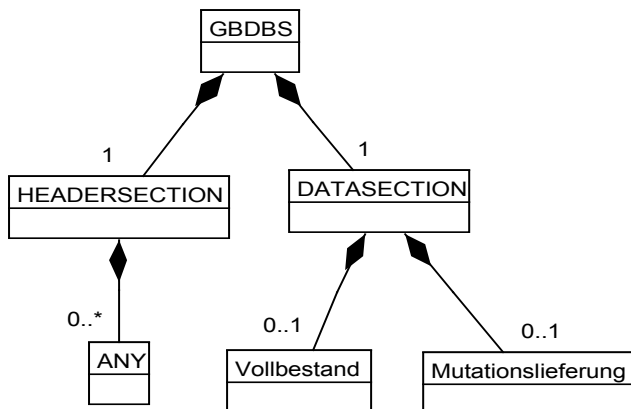 GBDBS
1
1
HEADERSECTION
DATASECTION
0..*
0..1
0..1
ANY
Vollbestand
Mutationslieferung